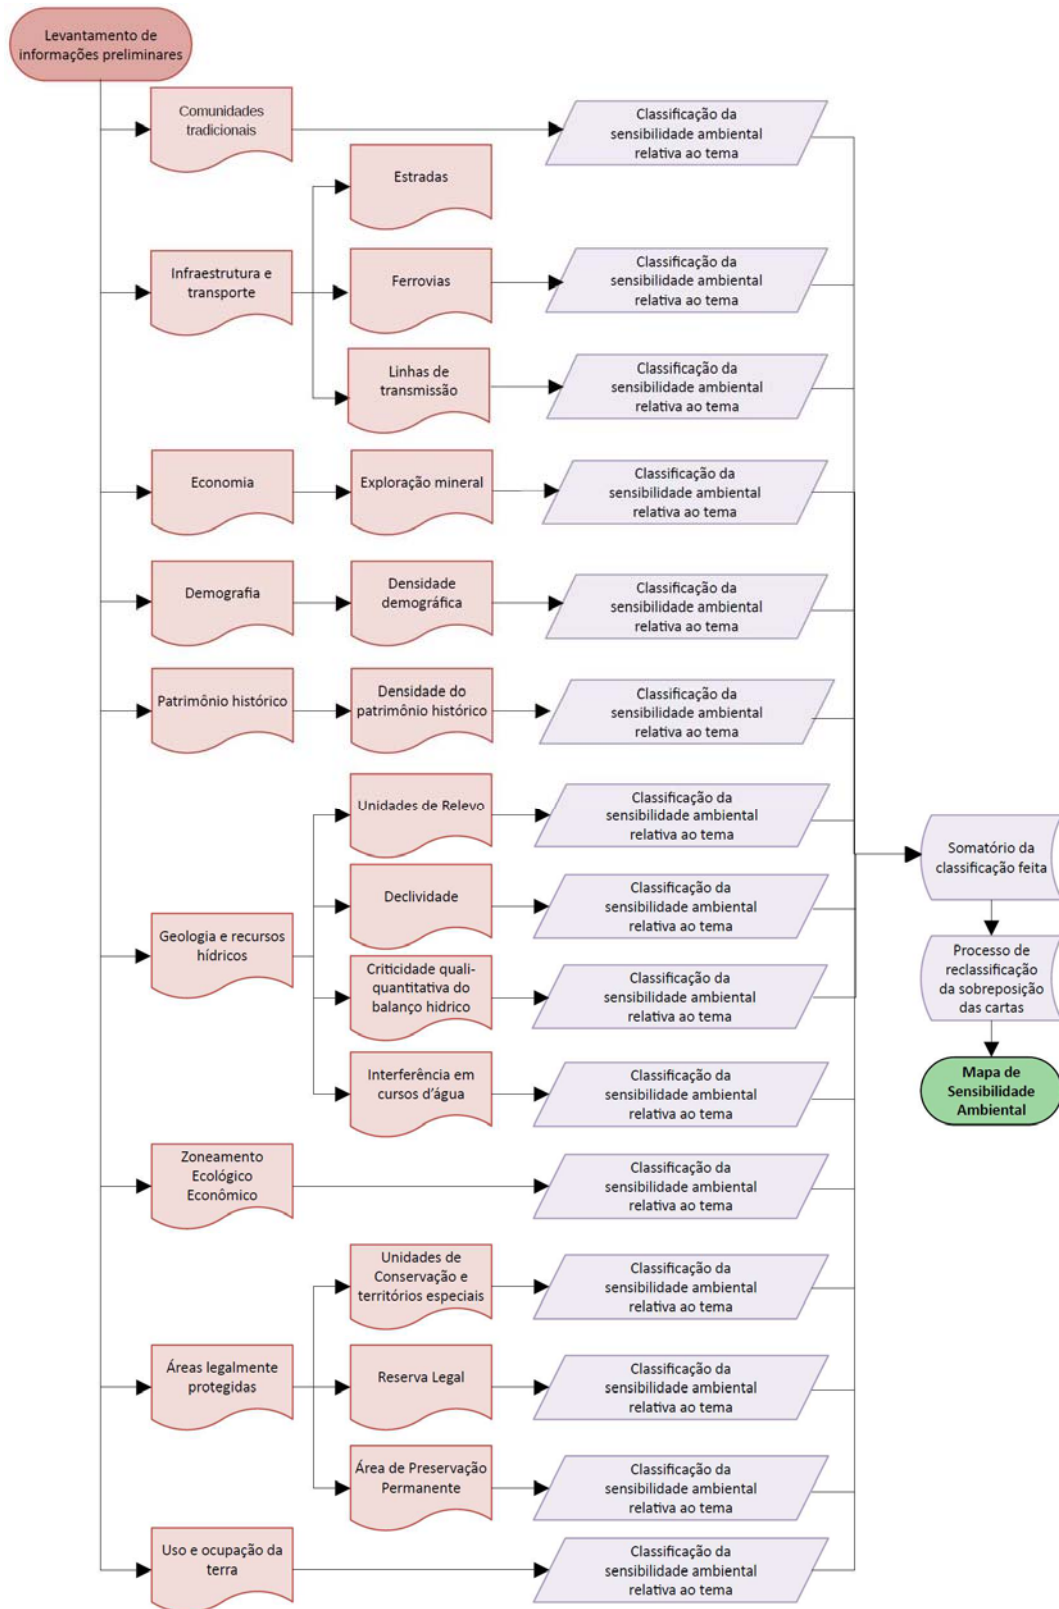 Levantamento de
informações preliminares
Comunidades
tradicionais
Classificação da
sensibilidade ambiental
relativa ao tema
Estradas
Infraestrutura e
transporte
Ferrovias
Classificação da
sensibilidade ambiental
relativa ao tema
Linhas de
transmissão
Classificação da
sensibilidade ambiental
relativa ao tema
Economia
Exploração mineral
Classificação da
sensibilidade ambiental
relativa ao tema
Demografia
Densidade
demográfica
Classificação da
sensibilidade ambiental
relativa ao tema
Patrimônio histórico
Densidade do
patrimônio histórico
Classificação da
sensibilidade ambiental
relativa ao tema
Unidades de Relevo
Classificação da
sensibilidade ambiental
relativa ao tema
Declividade
Classificação da
sensibilidade ambiental
relativa ao tema
Geologia e recursos
hídricos
Criticidade quali-
quantitativa do
balanço hidrico
Classificação da
sensibilidade ambiental
relativa ao tema
Interferência em
cursos d'água
Classificação da
sensibilidade ambiental
relativa ao tema
Zoneamento
Ecológico
Econômico
Classificação da
sensibilidade ambiental
relativa ao tema
Unidades de
Conservação e
territórios especiais
Classificação da
sensibilidade ambiental
relativa ao tema
Áreas legalmente
protegidas
Reserva Legal
Classificação da
sensibilidade ambiental
relativa ao tema
Área de Preservação
Permanente
Classificação da
sensibilidade ambiental
relativa ao tema
Uso e ocupação da
terra
Classificação da
sensibilidade ambiental
relativa ao tema
Somatório da
classificação feita
Processo de
reclassificação
da sobreposição
das cartas
Mapa de
Sensibilidade
Ambiental